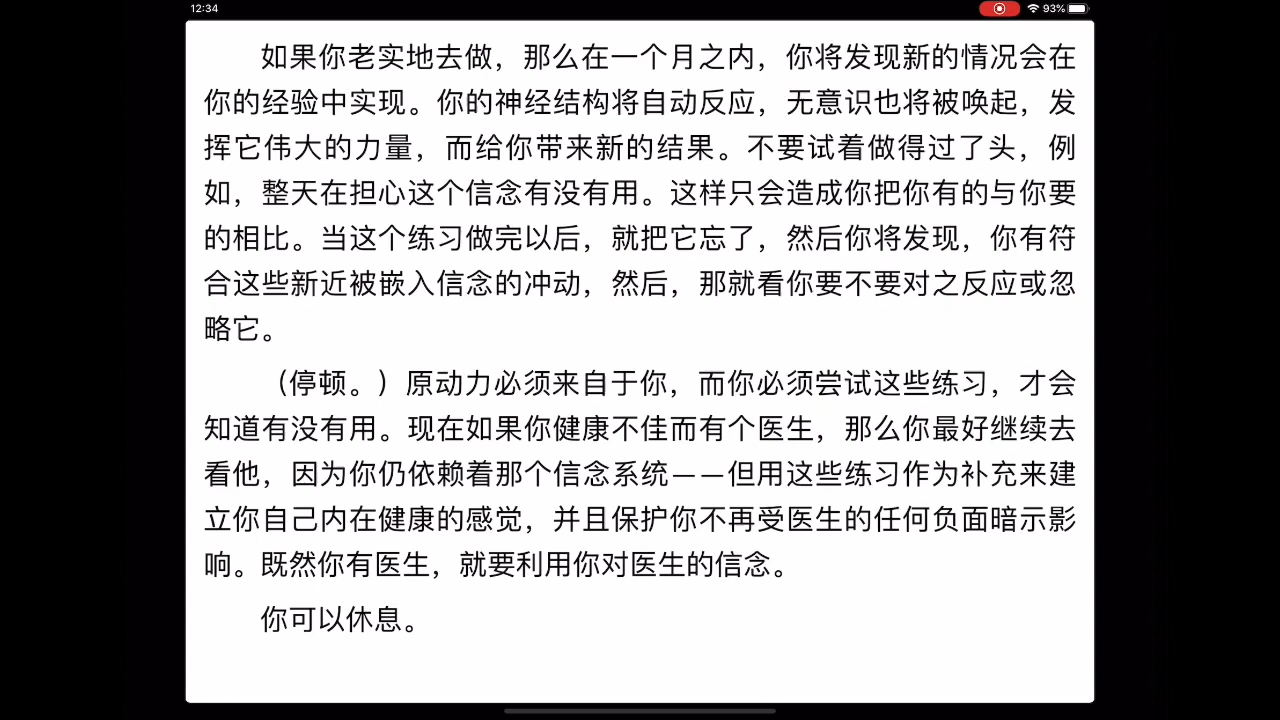 12:34
93%
如果你老实地去做，那么在一个月之内，你将发现新的情况会在
你的经验中实现。你的神经结构将自动反应，无意识也将被唤起，发
挥它伟大的力量，而给你带来新的结果。不要试着做得过了头，例
如，整天在担心这个信念有没有用。这样只会造成你把你有的与你要
的相比。当这个练习做完以后，就把它忘了，然后你将发现，你有符
合这些新近被嵌入信念的冲动，然后，那就看你要不要对之反应或忽
略它。
（停顿。）原动力必须来自于你，而你必须尝试这些练习，才会
知道有没有用。现在如果你健康不佳而有个医生，那么你最好继续去
看他，因为你仍依赖着那个信念系统——但用这些练习作为补充来建
立你自己内在健康的感觉，并且保护你不再受医生的任何负面暗示影
响。既然你有医生，就要利用你对医生的信念。
你可以休息。